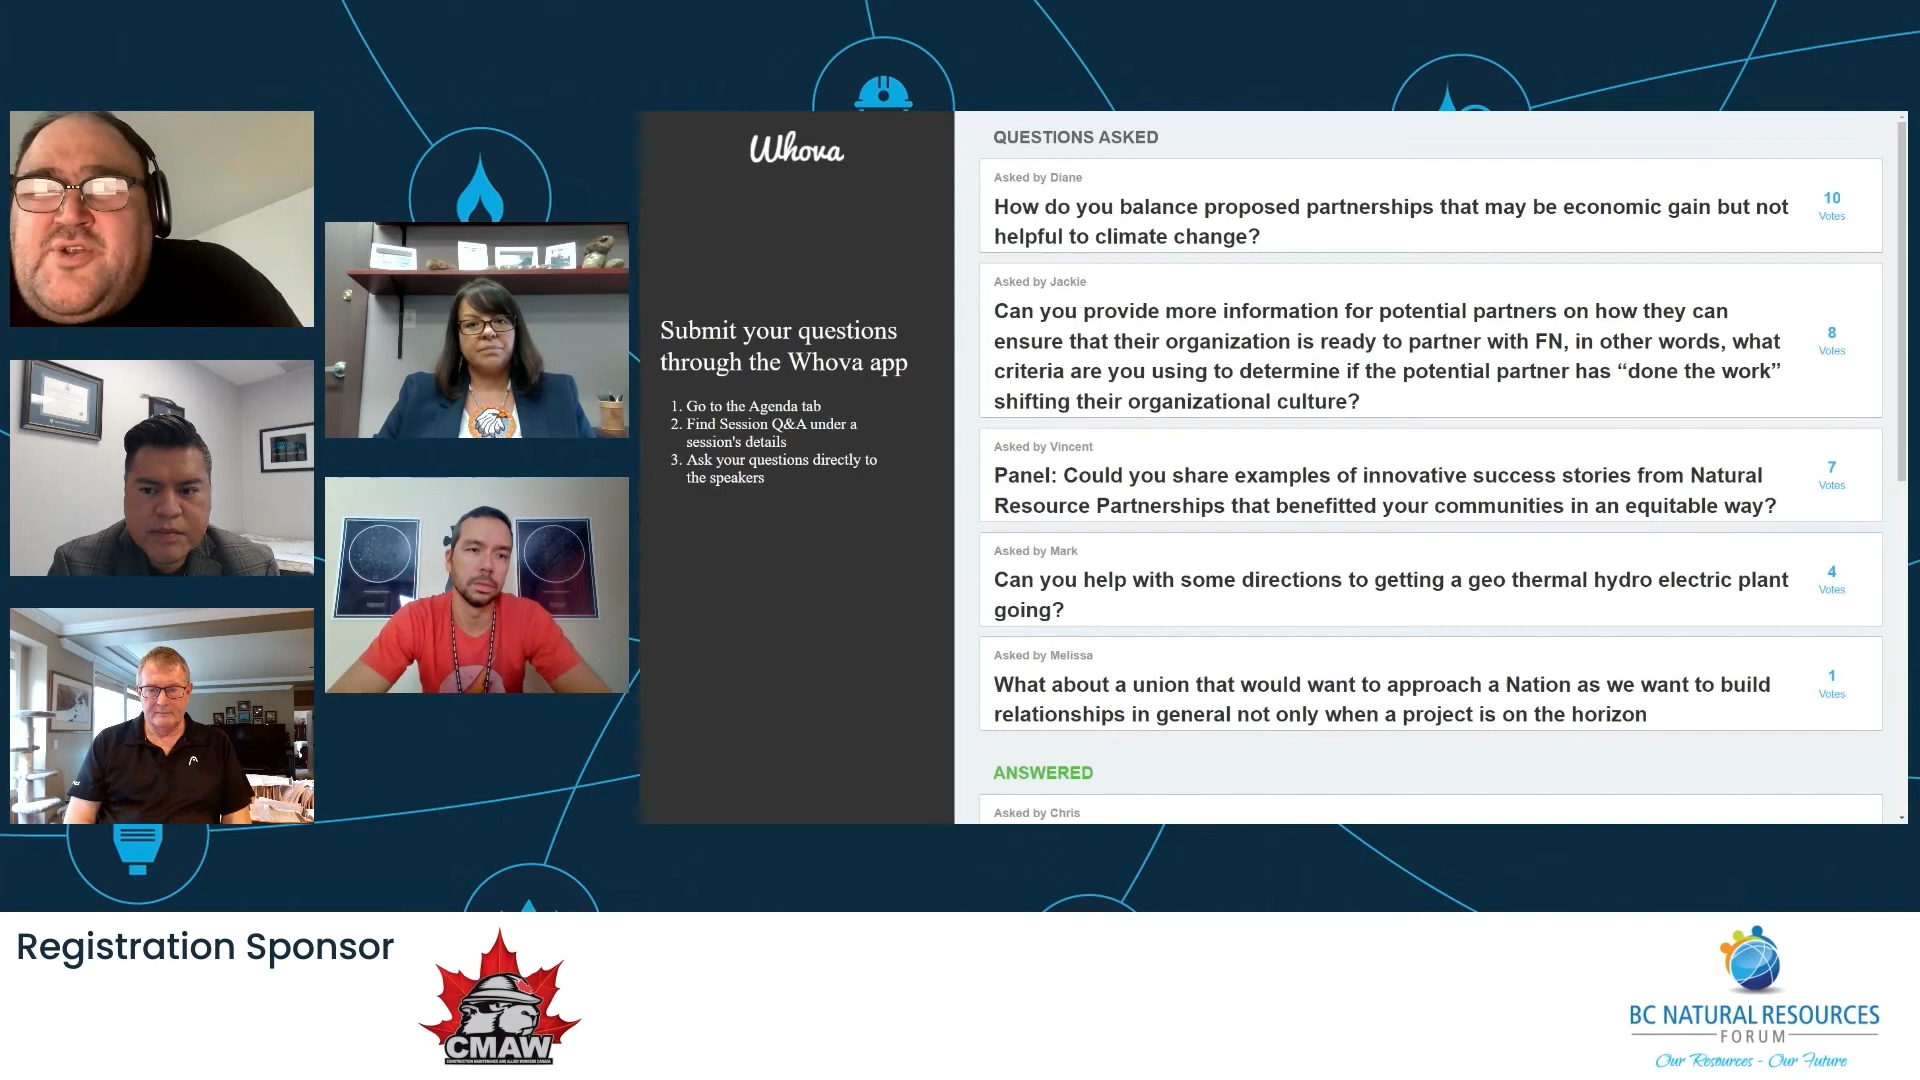 Whova
Submit your questions
through the Whova app
1. Go to the Agenda tab
2. Find Session Q&A under a
session's details
3. Ask your questions directly to
the speakers
QUESTIONS ASKED
Asked by Diane
How do you balance proposed partnerships that may be economic gain but not
helpful to climate change?
10
Votes
Asked by Jackie
Can you provide more information for potential partners on how they can
ensure that their organization is ready to partner with FN, in other words, what
criteria are you using to determine if the potential partner has “done the work”
shifting their organizational culture?
8
Votes
Asked by Vincent
Panel: Could you share examples of innovative success stories from Natural
Resource Partnerships that benefitted your communities in an equitable way?
7
Votes
Asked by Mark
Can you help with some directions to getting a geo thermal hydro electric plant
going?
4
Votes
Asked by Melissa
What about a union that would want to approach a Nation as we want to build
relationships in general not only when a project is on the horizon
1
Votes
ANSWERED
Asked by Chris
Registration Sponsor
CMAW
CONSTRUCTION MAINTENANCE AND ALLIED WORKERS CANADA
BC NATURAL RESOURCES
FORUM
Our Resources - Our Future